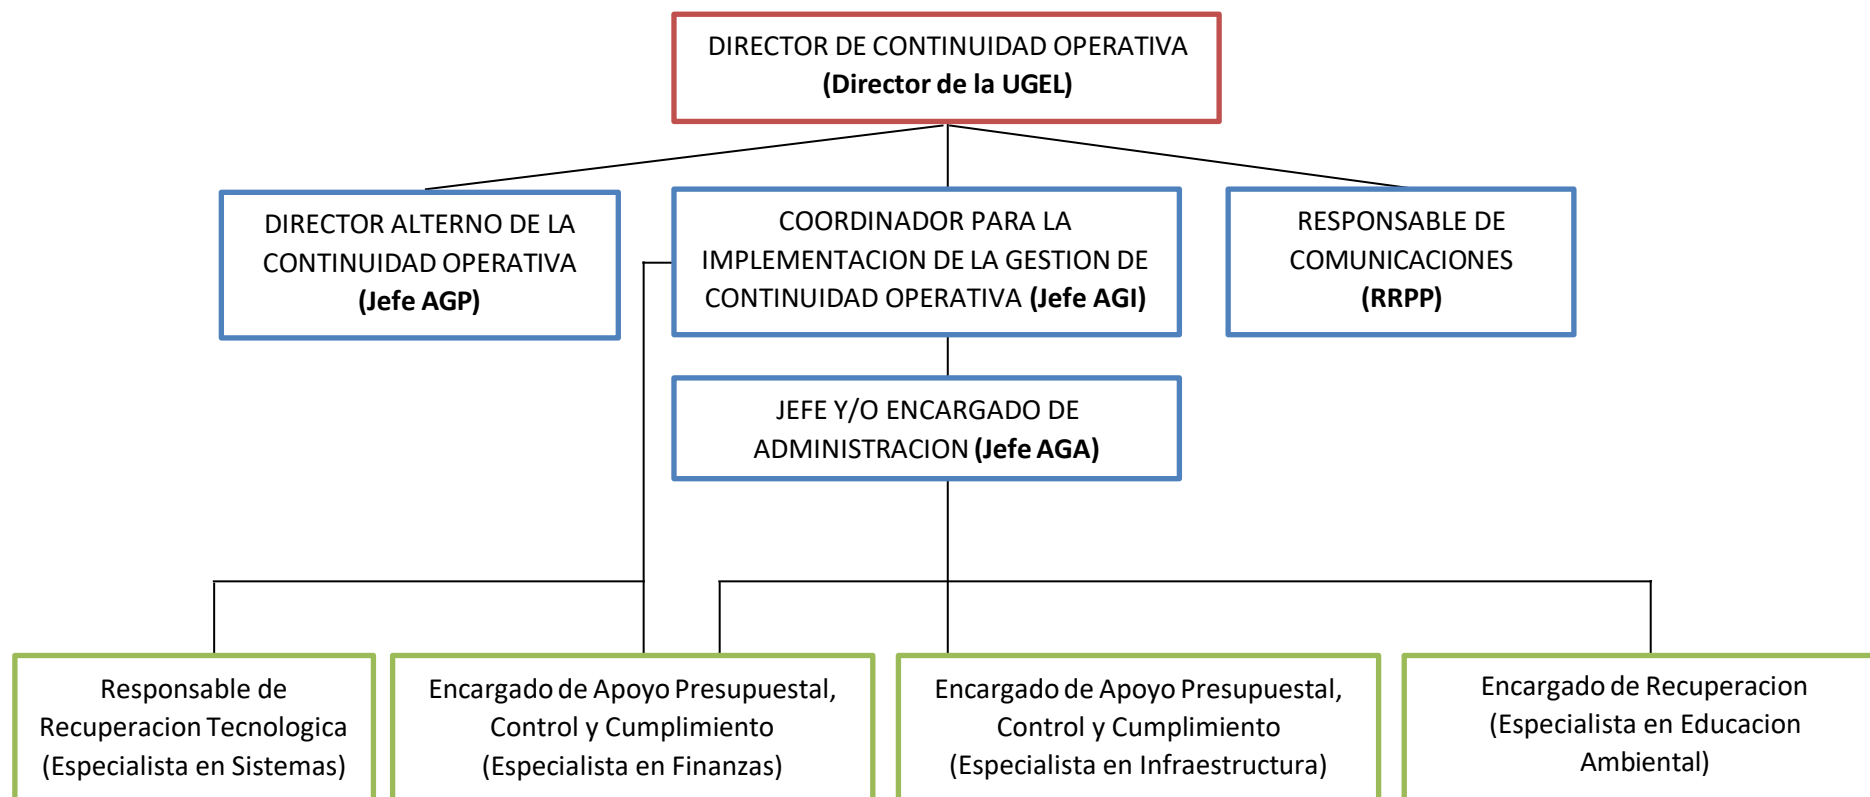 DIRECTOR DE CONTINUIDAD OPERATIVA
(Director de la UGEL)
DIRECTOR ALTERNO DE LA
CONTINUIDAD OPERATIVA
(Jefe AGP)
COORDINADOR PARA LA
IMPLEMENTACION DE LA GESTION DE
CONTINUIDAD OPERATIVA (Jefe AGI)
RESPONSABLE DE
COMUNICACIONES
(RRPP)
JEFE Y/O ENCARGADO DE
ADMINISTRACION (Jefe AGA)
Responsable de
Recuperacion Tecnologica
(Especialista en Sistemas)
Encargado de Apoyo Presupuestal,
Control y Cumplimiento
(Especialista en Finanzas)
Encargado de Apoyo Presupuestal,
Control y Cumplimiento
(Especialista en Infraestructura)
Encargado de Recuperacion
(Especialista en Educacion
Ambiental)